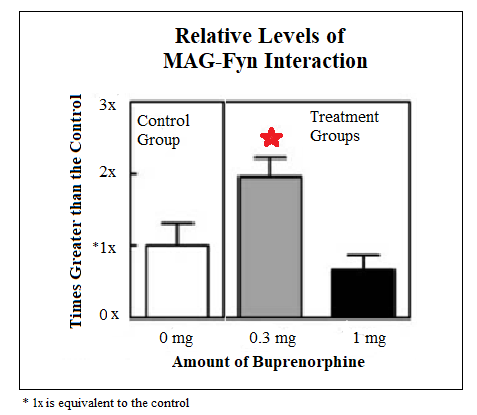 Relative Levels of
MAG-Fyn Interaction
Times Greater than the Control
3x
2x
*1x
0 x
Control
Group
Treatment
Groups
0 mg
0.3 mg
1 mg
Amount of Buprenorphine
* 1x is equivalent to the control